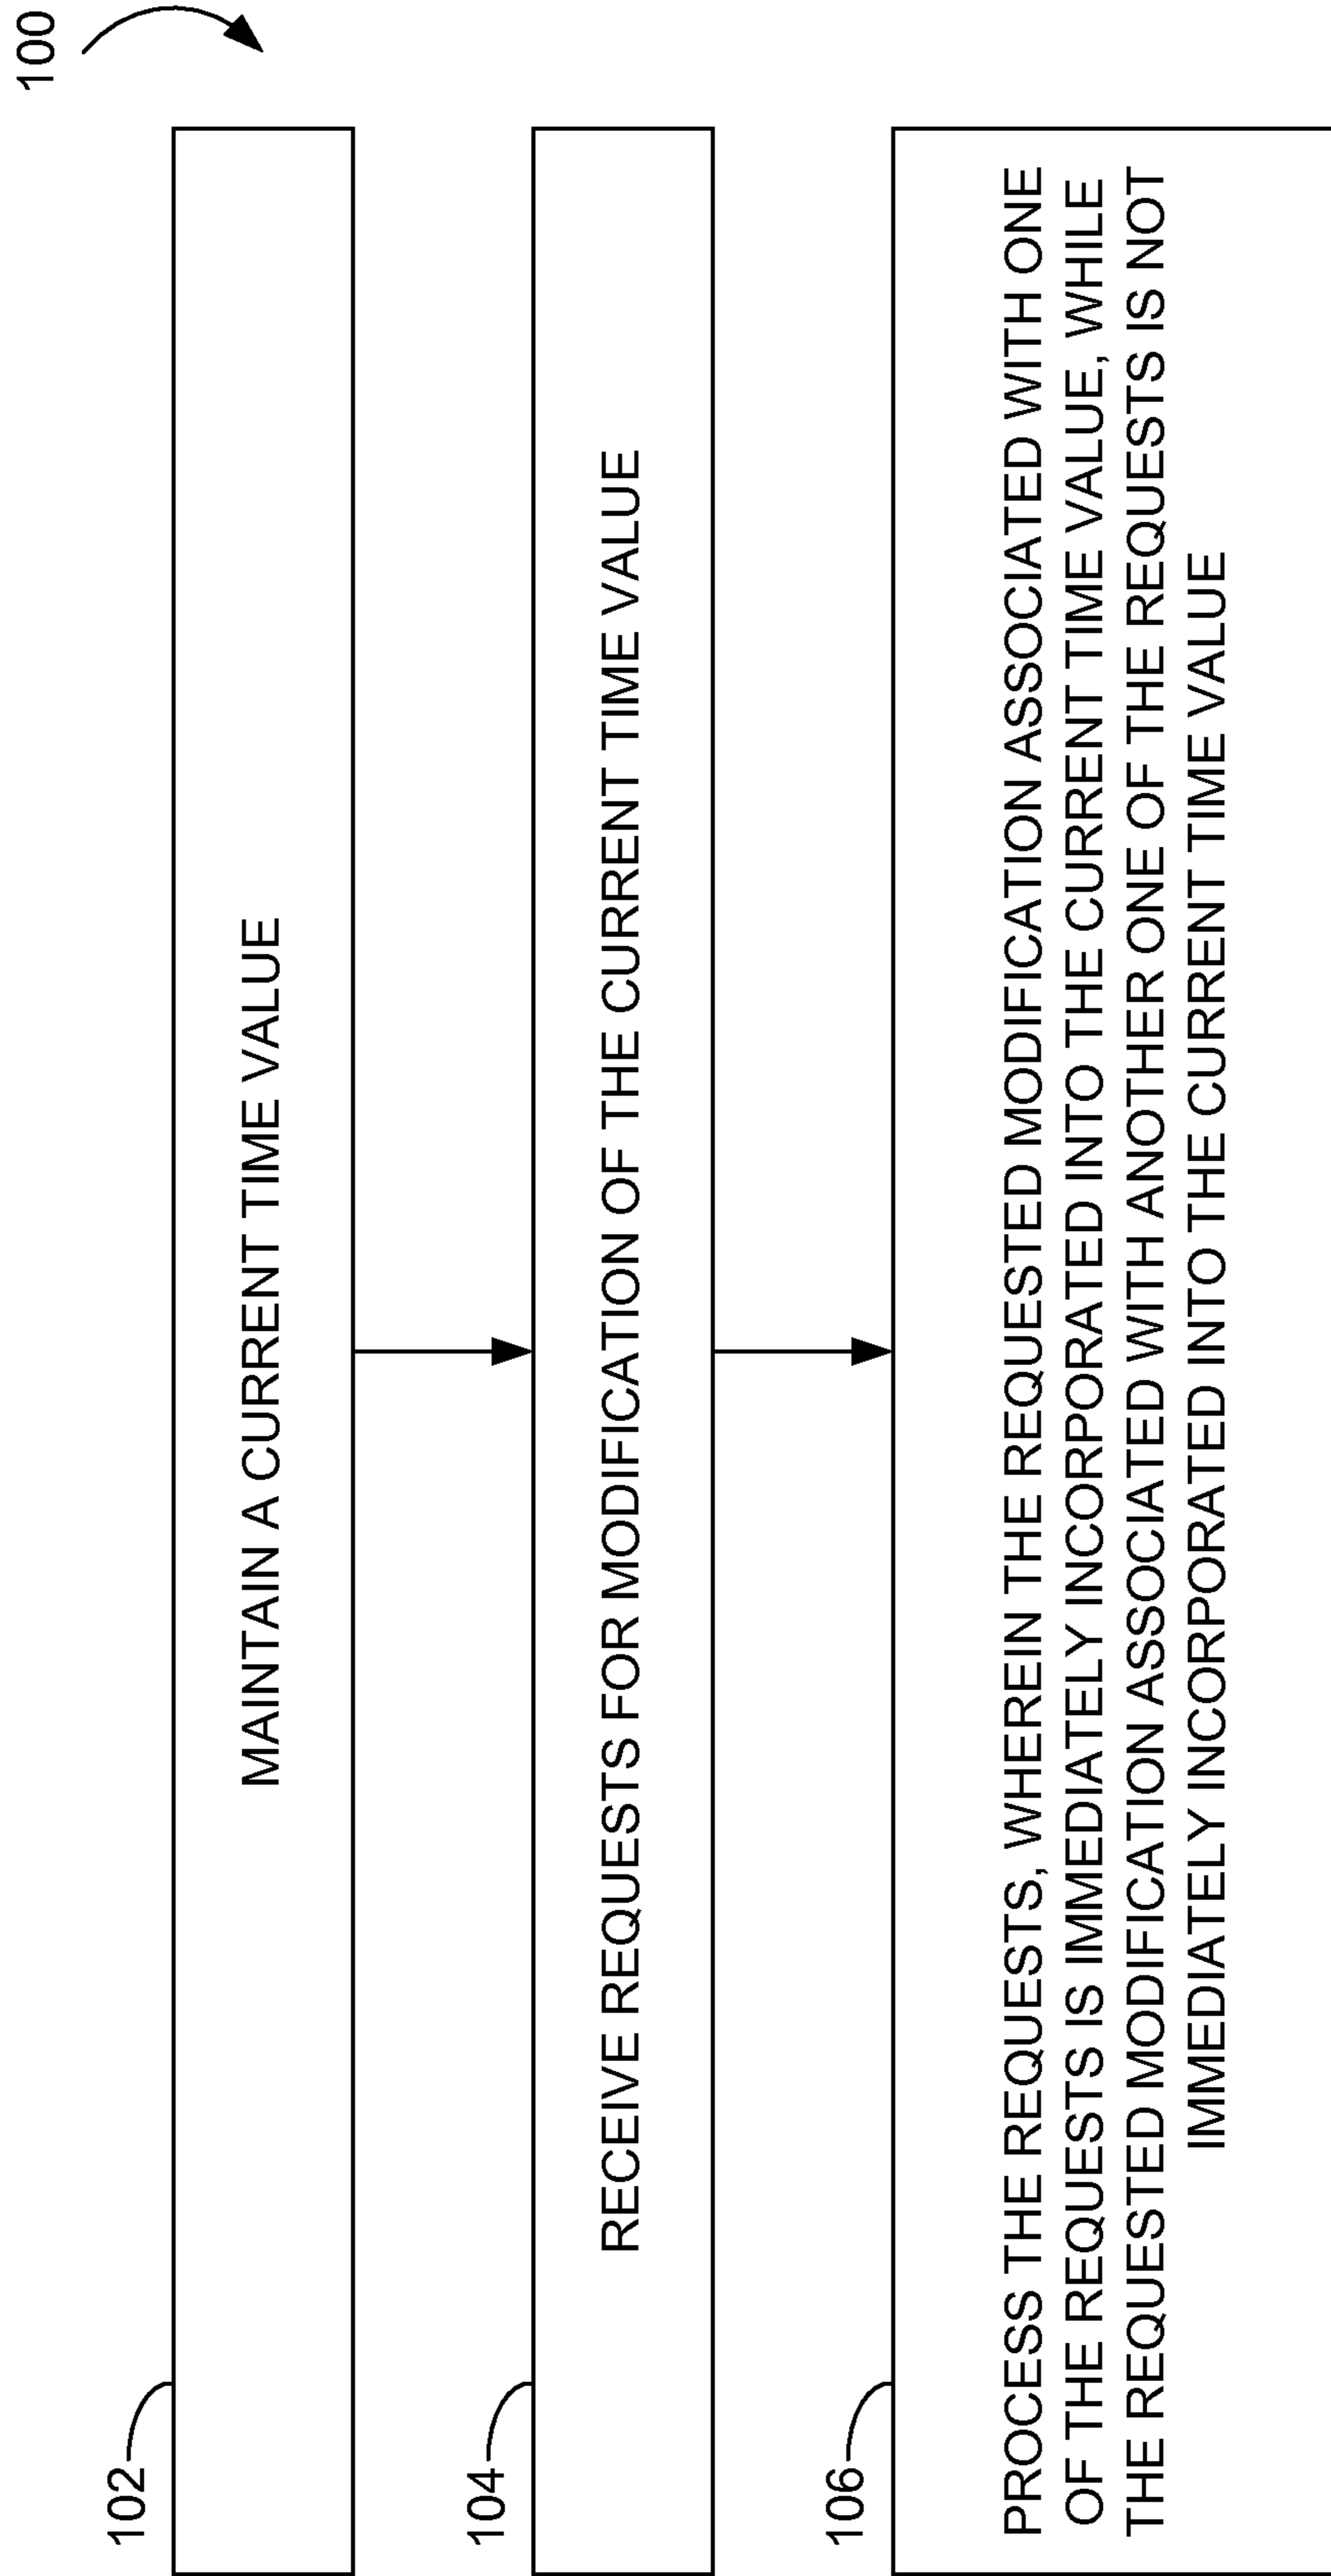 100
102
MAINTAIN A CURRENT TIME VALUE
104
RECEIVE REQUESTS FOR MODIFICATION OF THE CURRENT TIME VALUE
106
PROCESS THE REQUESTS, WHEREIN THE REQUESTED MODIFICATION ASSOCIATED WITH ONE
OF THE REQUESTS IS IMMEDIATELY INCORPORATED INTO THE CURRENT TIME VALUE, WHILE
THE REQUESTED MODIFICATION ASSOCIATED WITH ANOTHER ONE OF THE REQUESTS IS NOT
IMMEDIATELY INCORPORATED INTO THE CURRENT TIME VALUE